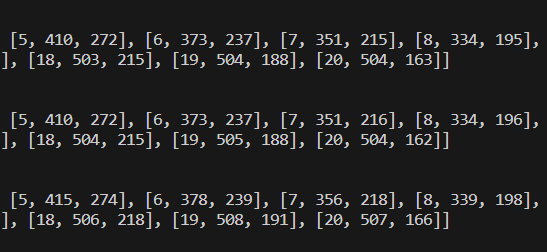 [5, 410, 272], [6, 373, 237], [7, 351, 215], [8, 334, 195],
], [18, 503, 215], [19, 504, 188], [20, 504, 163]]
[5, 410, 272], [6, 373, 237], [7, 351, 216], [8, 334, 196],
], [18, 504, 215], [19, 505, 188], [20, 504, 162]]
[5, 415, 274], [6, 378, 239], [7, 356, 218], [8, 339, 198],
], [18, 506, 218], [19, 508, 191], [20, 507, 166]]